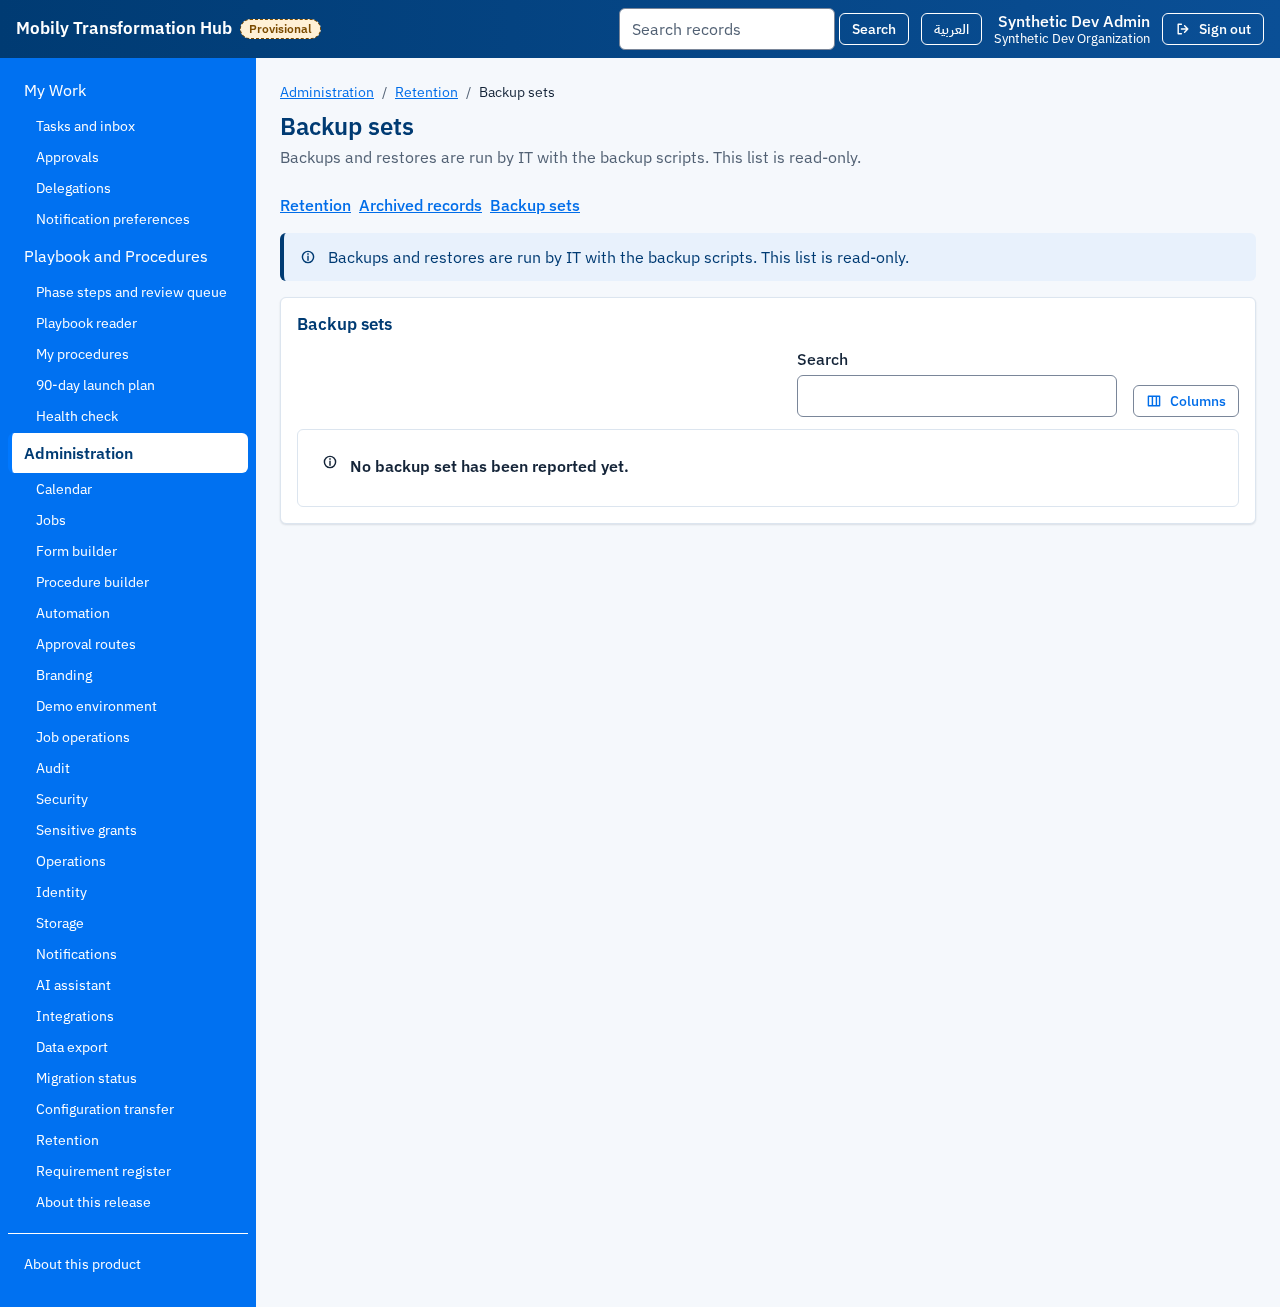 Mobily Transformation Hub Provisional Search records Search العربية Synthetic Dev Admin Sign out
Synthetic Dev Organization
My Work
Tasks and inbox
Approvals
Delegations
Notification preferences
Playbook and Procedures
Phase steps and review queue
Playbook reader
My procedures
90-day launch plan
Health check
Administration
Calendar
Jobs
Form builder
Procedure builder
Automation
Approval routes
Branding
Demo environment
Job operations
Audit
Security
Sensitive grants
Operations
Identity
Storage
Notifications
AI assistant
Integrations
Data export
Migration status
Configuration transfer
Retention
Requirement register
About this release
About this product
Administration / Retention / Backup sets
Backup sets
Backups and restores are run by IT with the backup scripts. This list is read-only.
Retention Archived records Backup sets
Backups and restores are run by IT with the backup scripts. This list is read-only.
Backup sets
Search
Columns
No backup set has been reported yet.